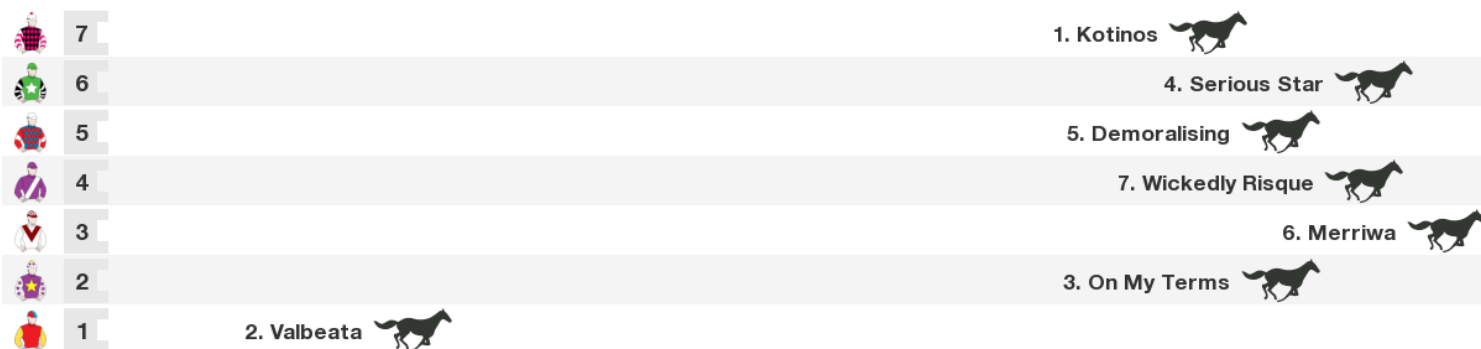 7 1. Kotinos
6 4. Serious Star
5 5. Demoralising
4 7. Wickedly Risque
3 6. Merriwa
2 3. On My Terms
1 2. Valbeata